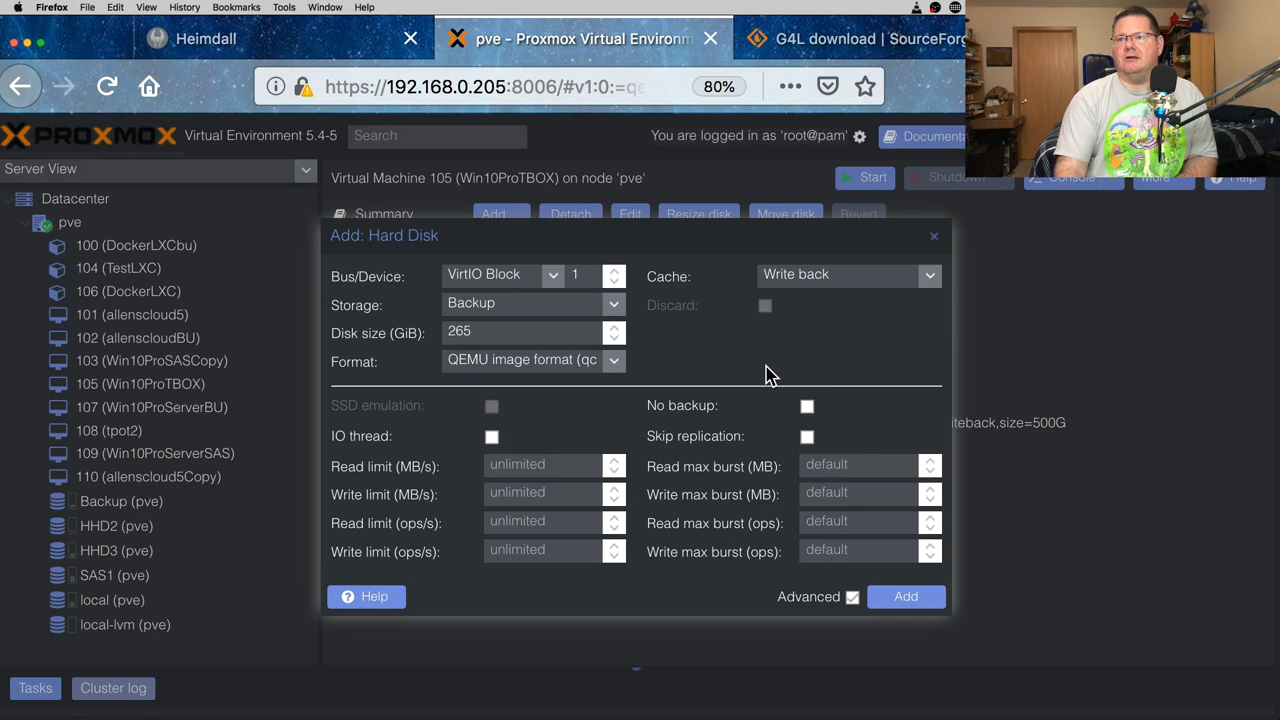 Firefox File Edit View History Bookmarks Tools Window Help
Heimdall
pve - Proxmox Virtual Environm
G4L download | SourceForg
https://192.168.0.205:8006/#v1:0:=qe
80%
PROXMOX Virtual Environment 5.4-5
Search
You are logged in as 'root@pam'
Documenta
Server View
Virtual Machine 105 (Win10ProTBOX) on node 'pve'
Start
Shutdown
Console
More
Help
Datacenter
pve
100 (DockerLXCbu)
104 (TestLXC)
106 (DockerLXC)
101 (allenscloud5)
102 (allenscloudBU)
103 (Win10ProSASCopy)
105 (Win10ProTBOX)
107 (Win10ProServerBU)
108 (tpot2)
109 (Win10ProServerSAS)
110 (allenscloud5Copy)
Backup (pve)
HHD2 (pve)
HHD3 (pve)
SAS1 (pve)
local (pve)
local-lvm (pve)
Summary
Add
Detach
Edit
Resize disk
Move disk
Revert
Add: Hard Disk
Bus/Device: VirtIO Block 1
Cache: Write back
Storage: Backup
Discard:
Disk size (GiB): 265
Format: QEMU image format (qc
SSD emulation:
No backup:
IO thread:
Skip replication:
Read limit (MB/s): unlimited
Read max burst (MB): default
Write limit (MB/s): unlimited
Write max burst (MB): default
Read limit (ops/s): unlimited
Read max burst (ops): default
Write limit (ops/s): unlimited
Write max burst (ops): default
Help
Advanced
Add
iteback,size=500G
Tasks
Cluster log